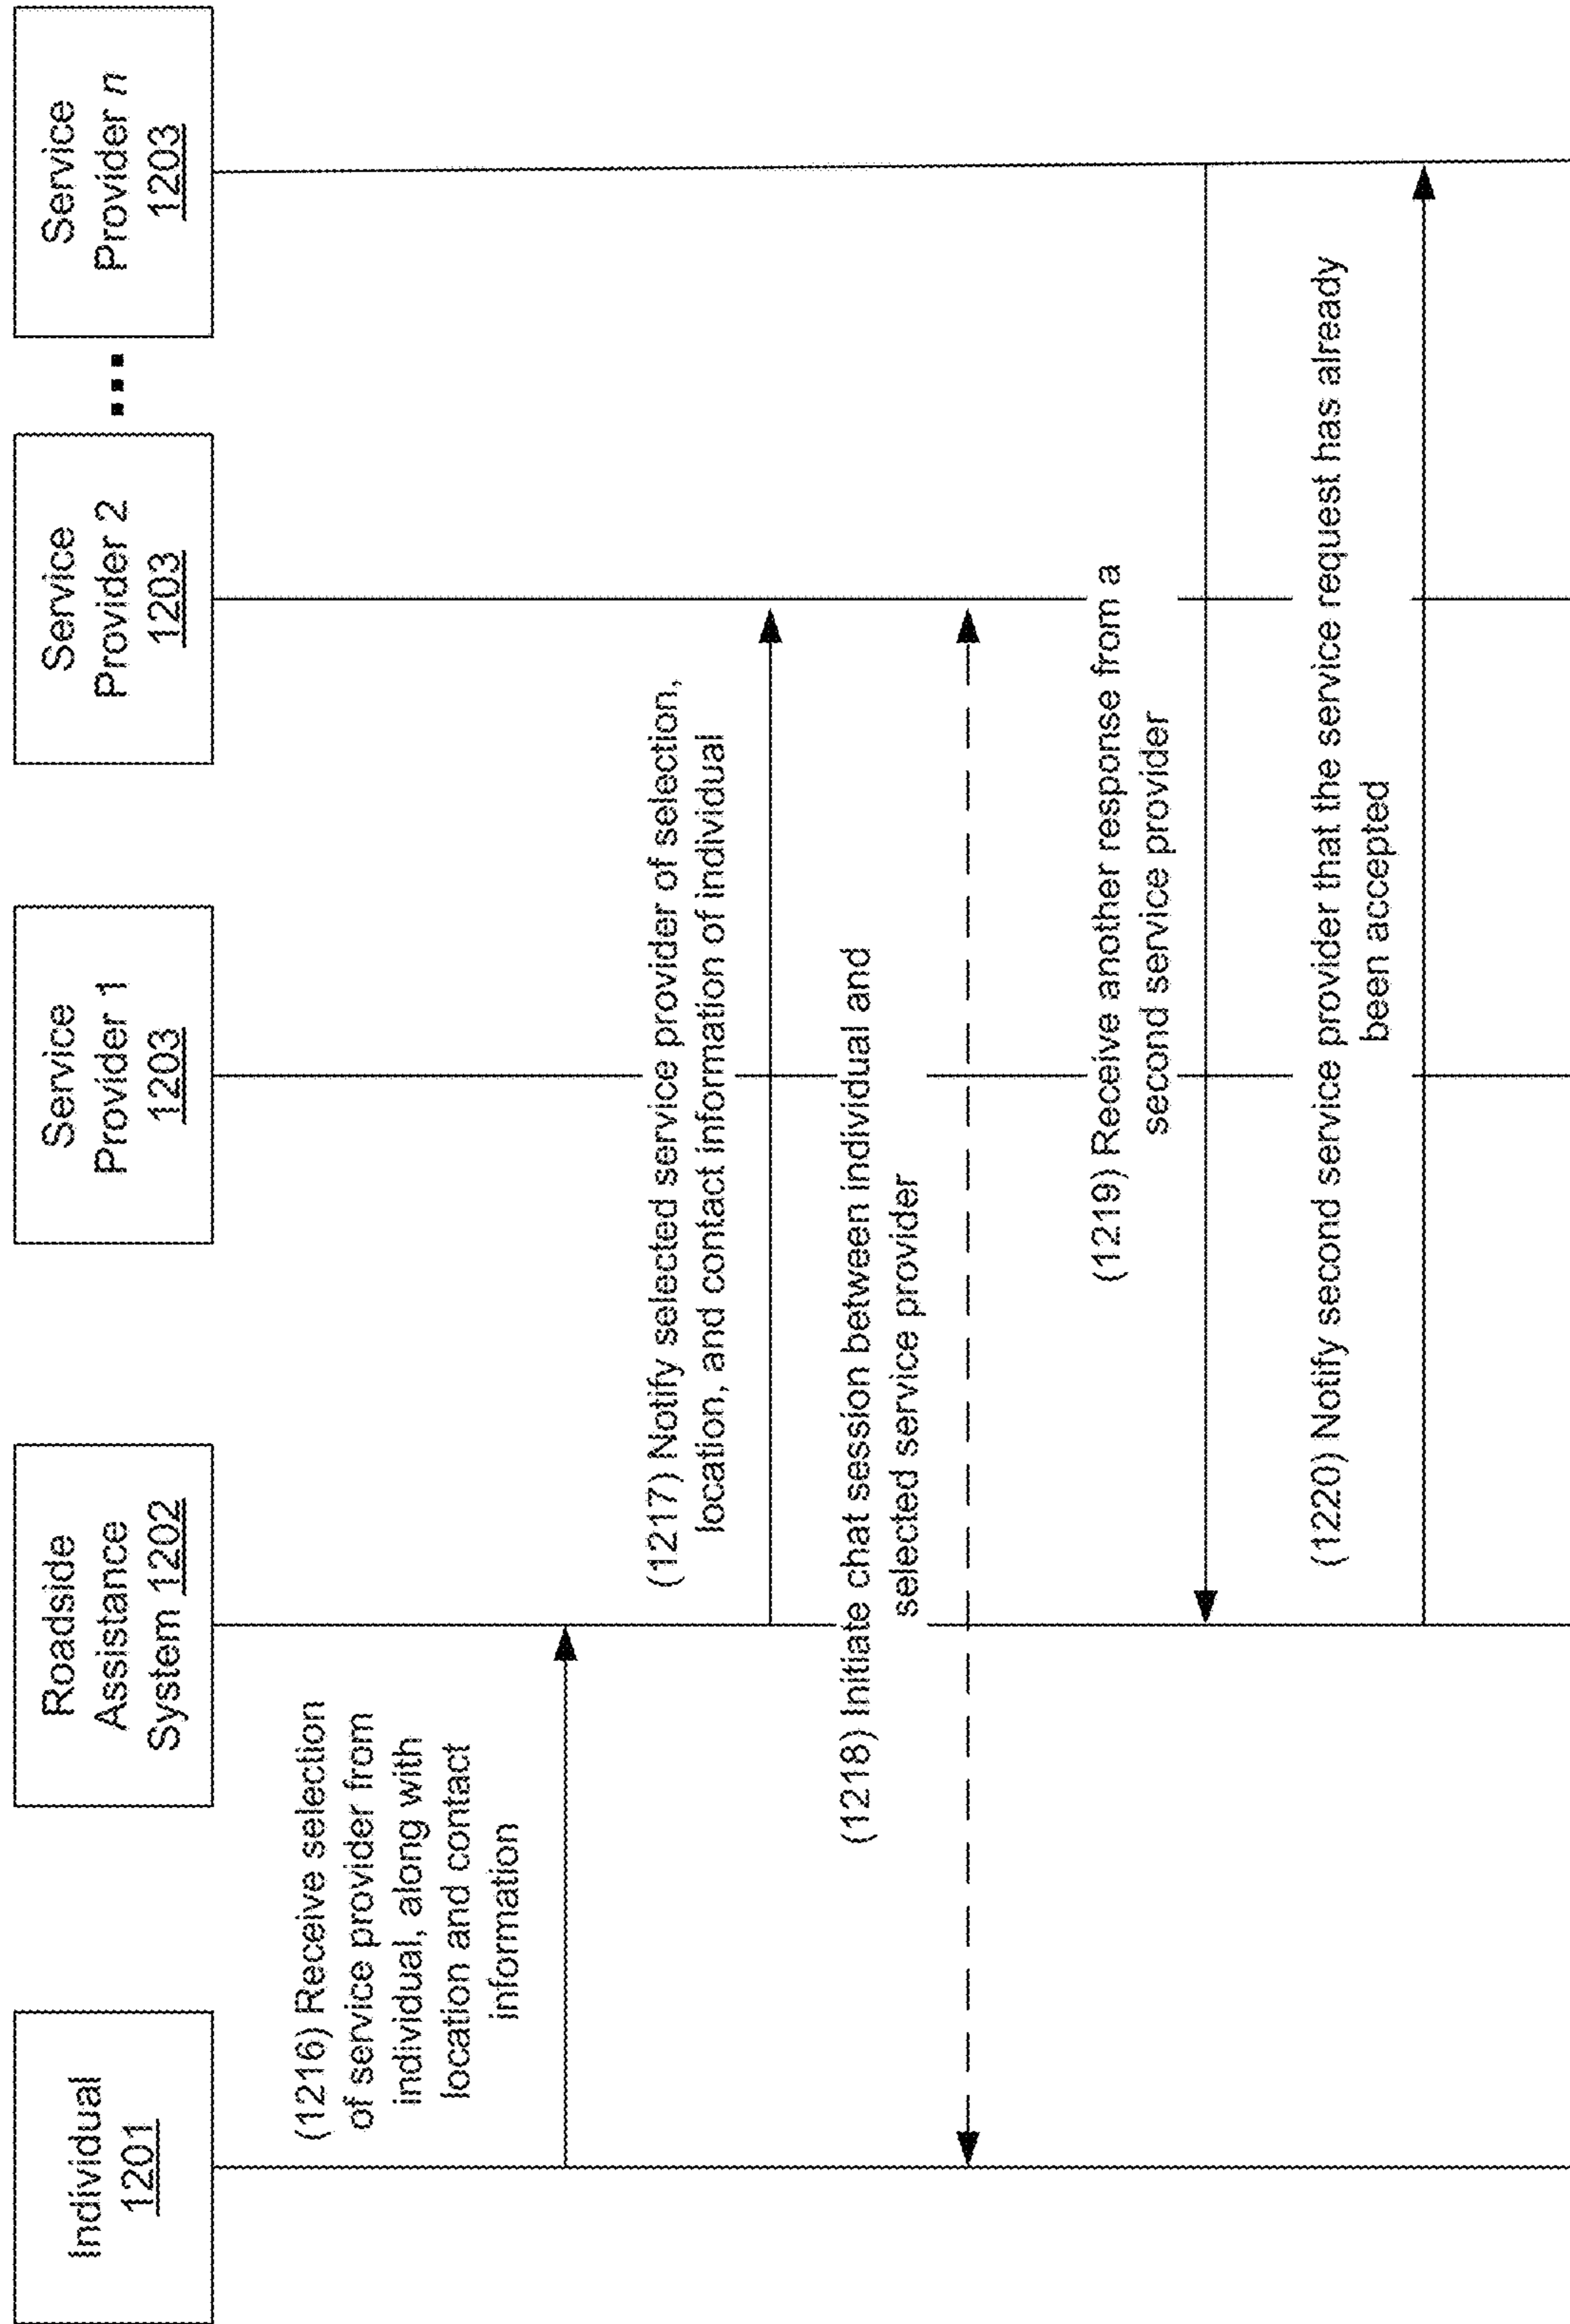 Individual
1201
Roadside
Assistance
System 1202
Service
Provider 1
1203
Service
Provider 2
1203
...
Service
Provider n
1203
(1216) Receive selection
of service provider from
individual, along with
location and contact
information
(1217) Notify selected service provider of selection,
location, and contact information of individual
(1218) Initiate chat session between individual and
selected service provider
(1219) Receive another response from a
second service provider
(1220) Notify second service provider that the service request has already
been accepted